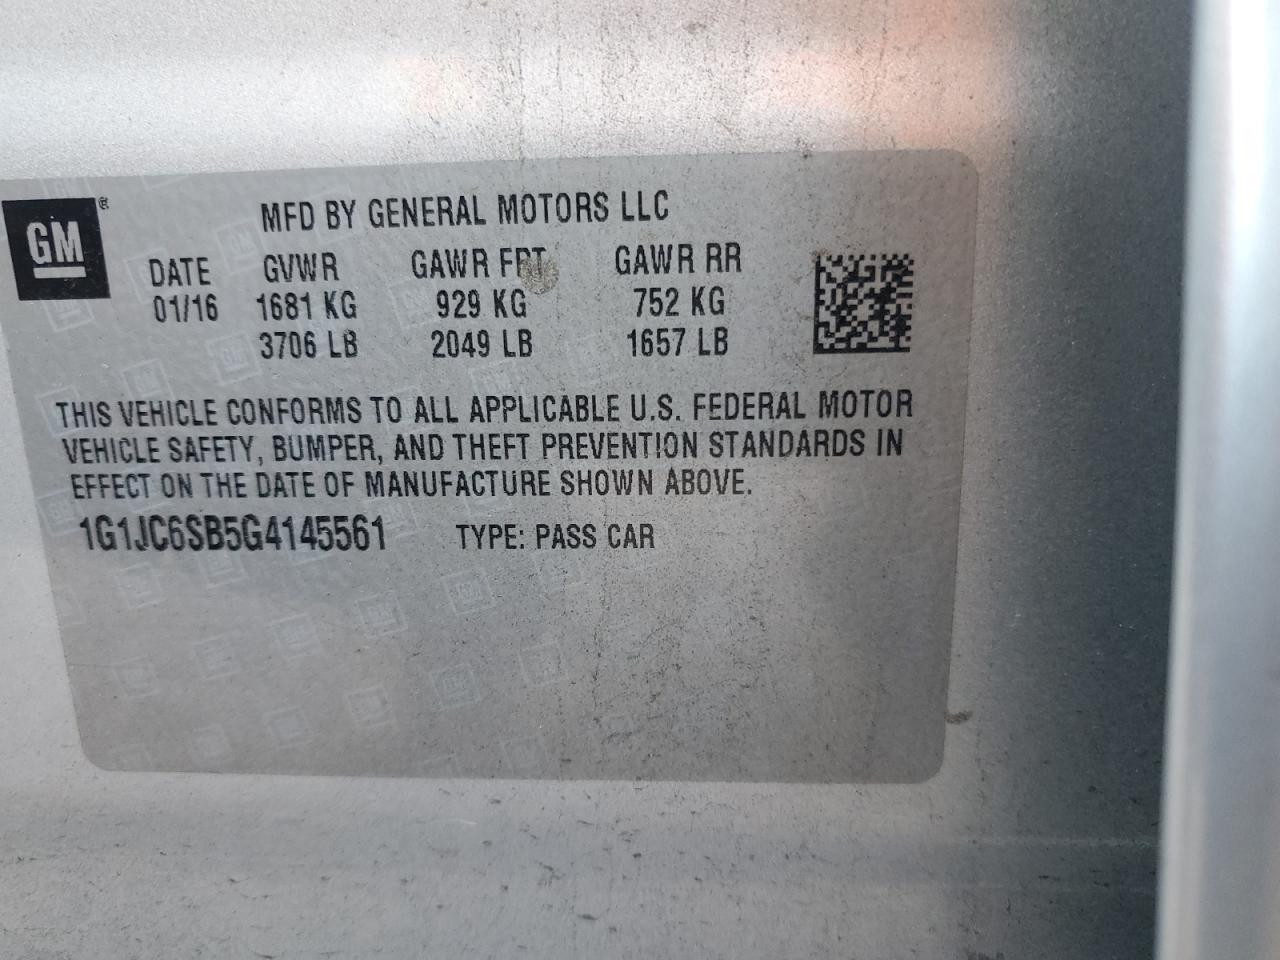 GM ®
MFD BY GENERAL MOTORS LLC
DATE GVWR GAWR FRT GAWR RR
01/16 1681 KG 929 KG 752 KG
3706 LB 2049 LB 1657 LB
THIS VEHICLE CONFORMS TO ALL APPLICABLE U.S. FEDERAL MOTOR
VEHICLE SAFETY, BUMPER, AND THEFT PREVENTION STANDARDS IN
EFFECT ON THE DATE OF MANUFACTURE SHOWN ABOVE.
1G1JC6SB5G4145561 TYPE: PASS CAR